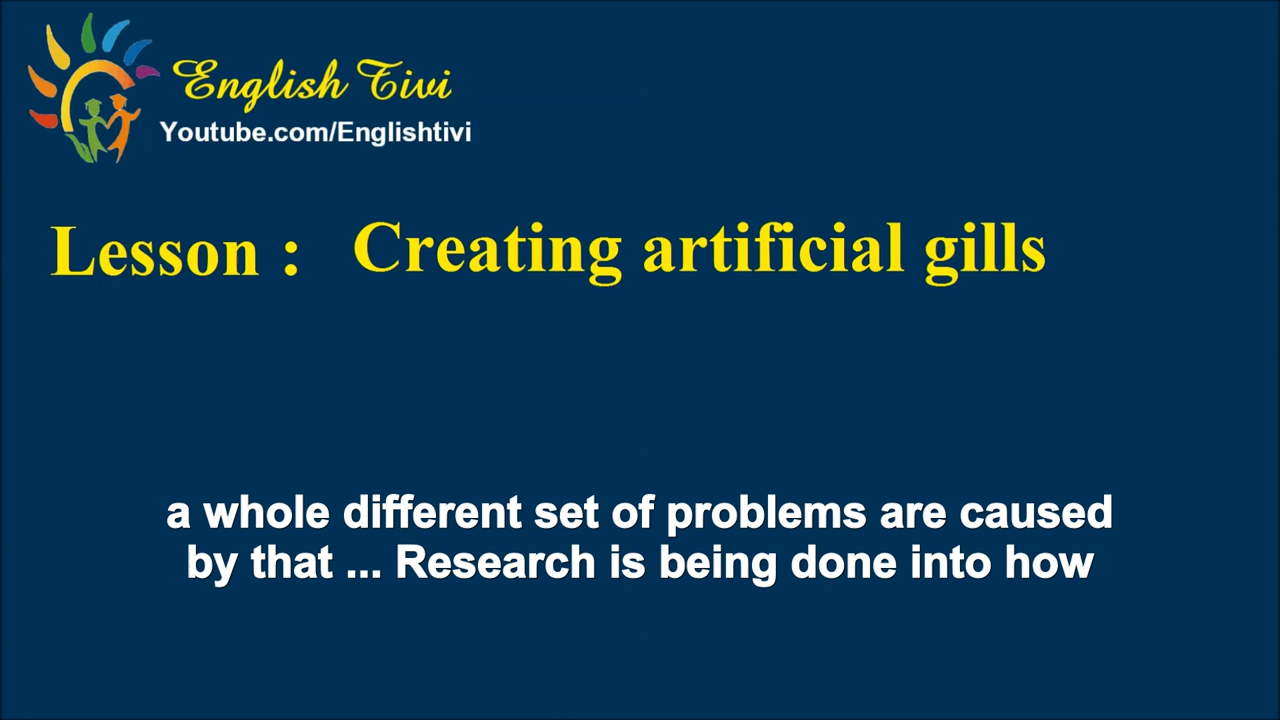 English Tivi
Youtube.com/Englishtivi
Lesson : Creating artificial gills
a whole different set of problems are caused
by that ... Research is being done into how